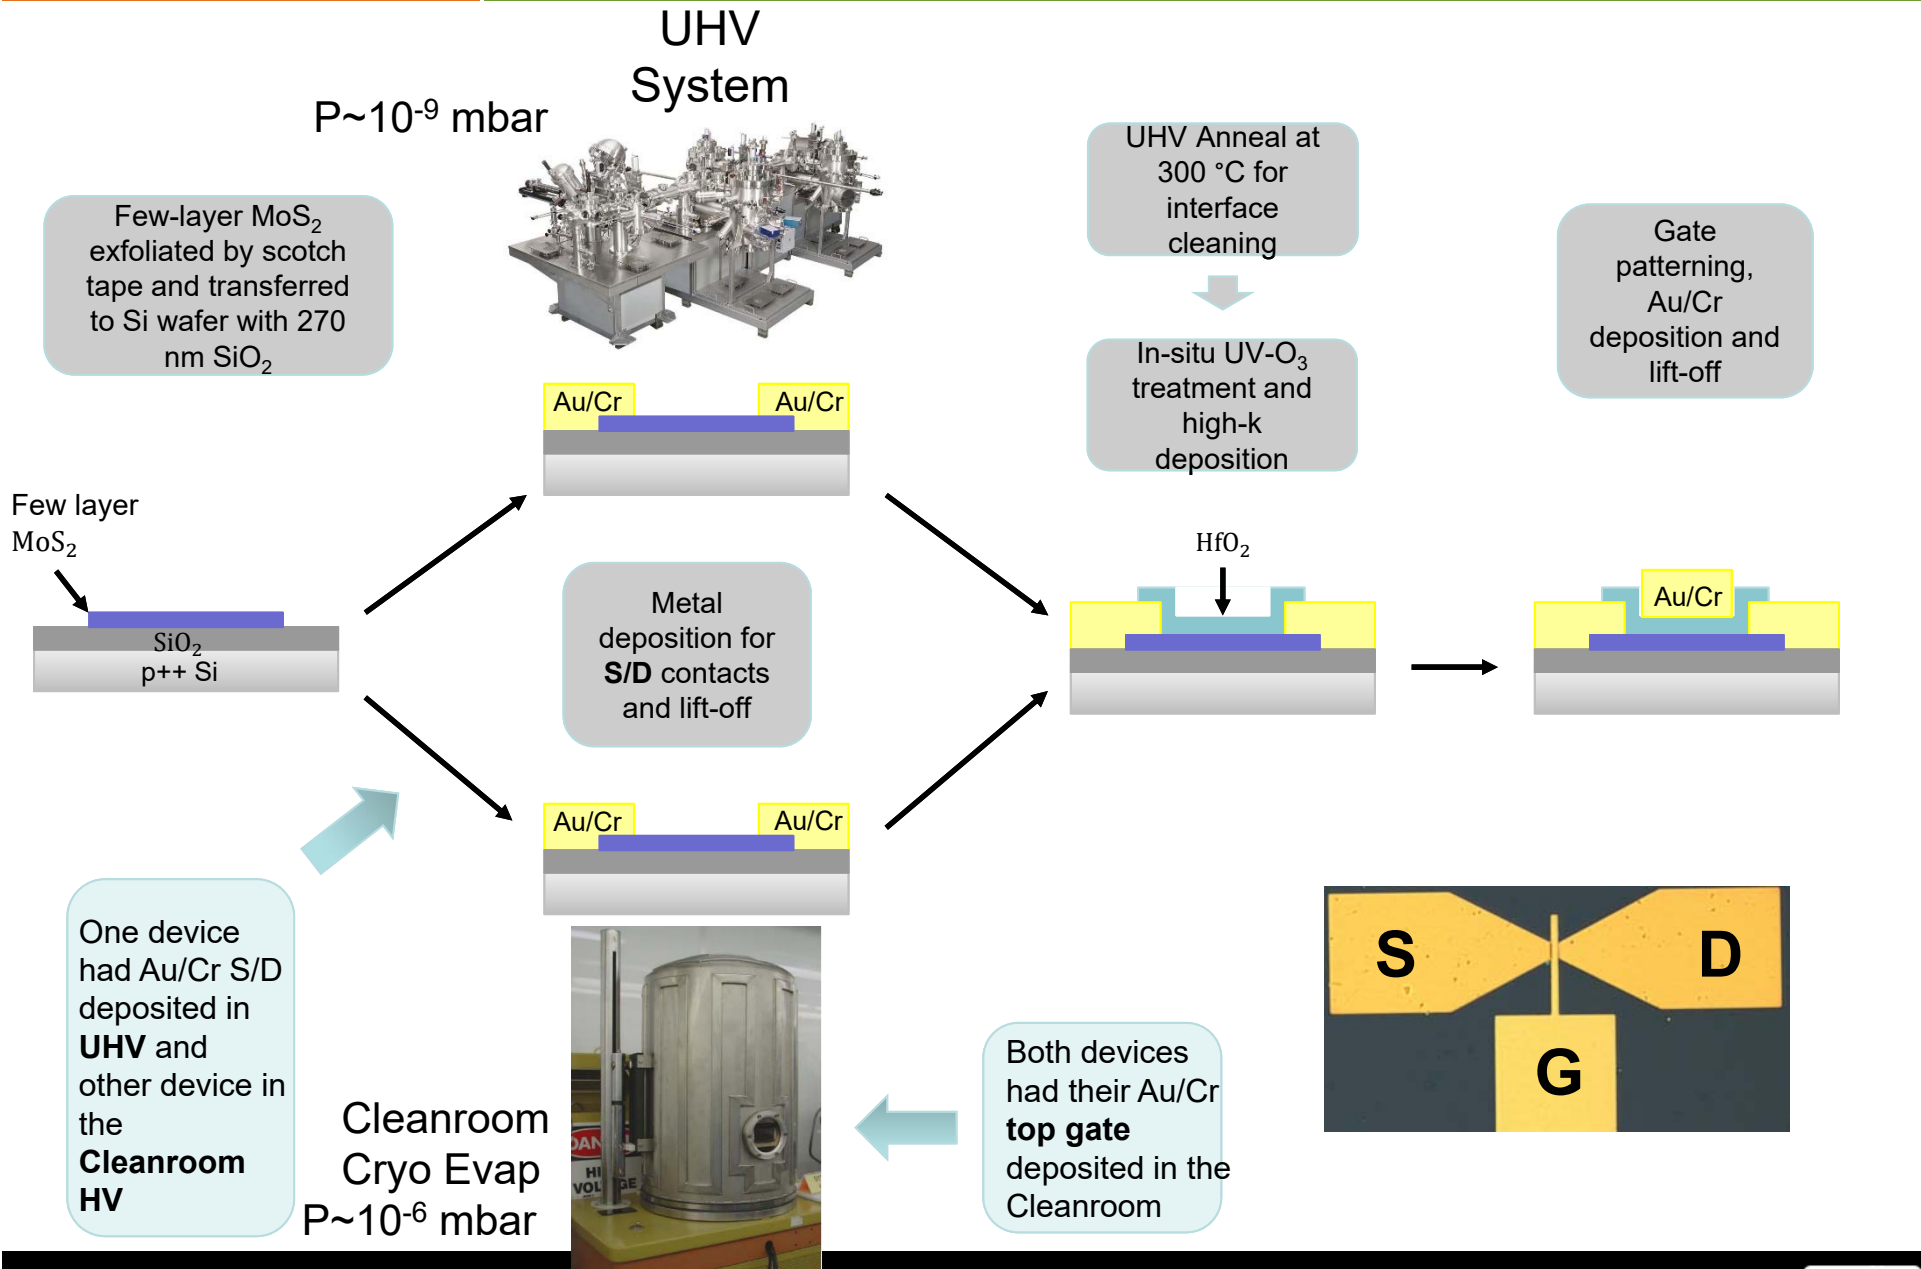 UHV
System
P~10⁻⁹ mbar
Few-layer MoS₂
exfoliated by scotch
tape and transferred
to Si wafer with 270
nm SiO₂
UHV Anneal at
300 °C for
interface
cleaning
In-situ UV-O₃
treatment and
high-k
deposition
Gate
patterning,
Au/Cr
deposition and
lift-off
Au/Cr
Au/Cr
Few layer
MoS₂
SiO₂
p++ Si
Metal
deposition for
S/D contacts
and lift-off
HfO₂
Au/Cr
Au/Cr
Au/Cr
One device
had Au/Cr S/D
deposited in
UHV and
other device in
the
Cleanroom
HV
Cleanroom
Cryo Evap
P~10⁻⁶ mbar
DAN
HI
VOL GE
Both devices
had their Au/Cr
top gate
deposited in the
Cleanroom
S
D
G